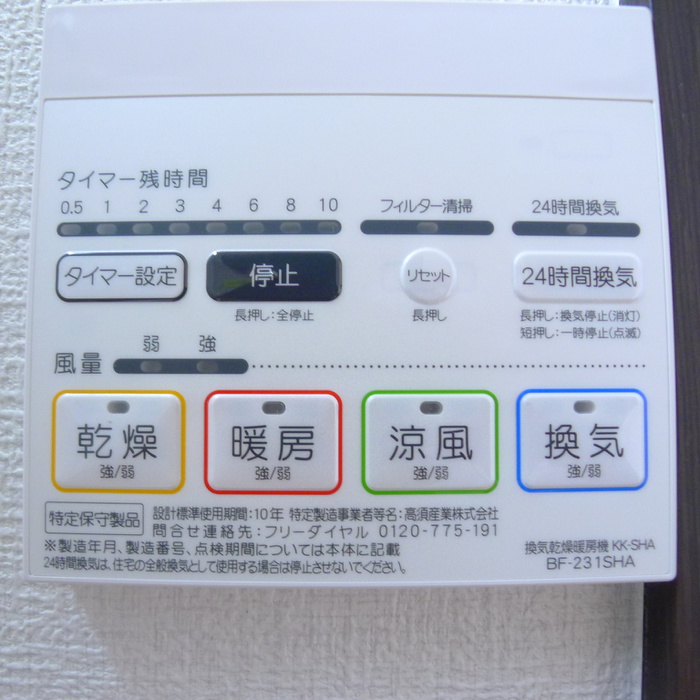 タイマー残時間
0.5 1 2 3 4 6 8 10 フィルター清掃 24時間換気
タイマー設定 停止 リセット 24時間換気
長押し:全停止 長押し 長押し:換気停止(消灯)
短押し:一時停止(点滅)
弱 強
風量
乾燥 暖房 涼風 換気
強/弱 強/弱 強/弱 強/弱
特定保守製品 設計標準使用期間:10年 特定製造事業者等名:高須産業株式会社
問合せ連絡先:フリーダイヤル 0120-775-191
※製造年月、製造番号、点検期間については本体に記載
換気乾燥暖房機 KK-SHA
24時間換気は、住宅の全般換気として使用する場合は停止させないでください。
BF-231SHA